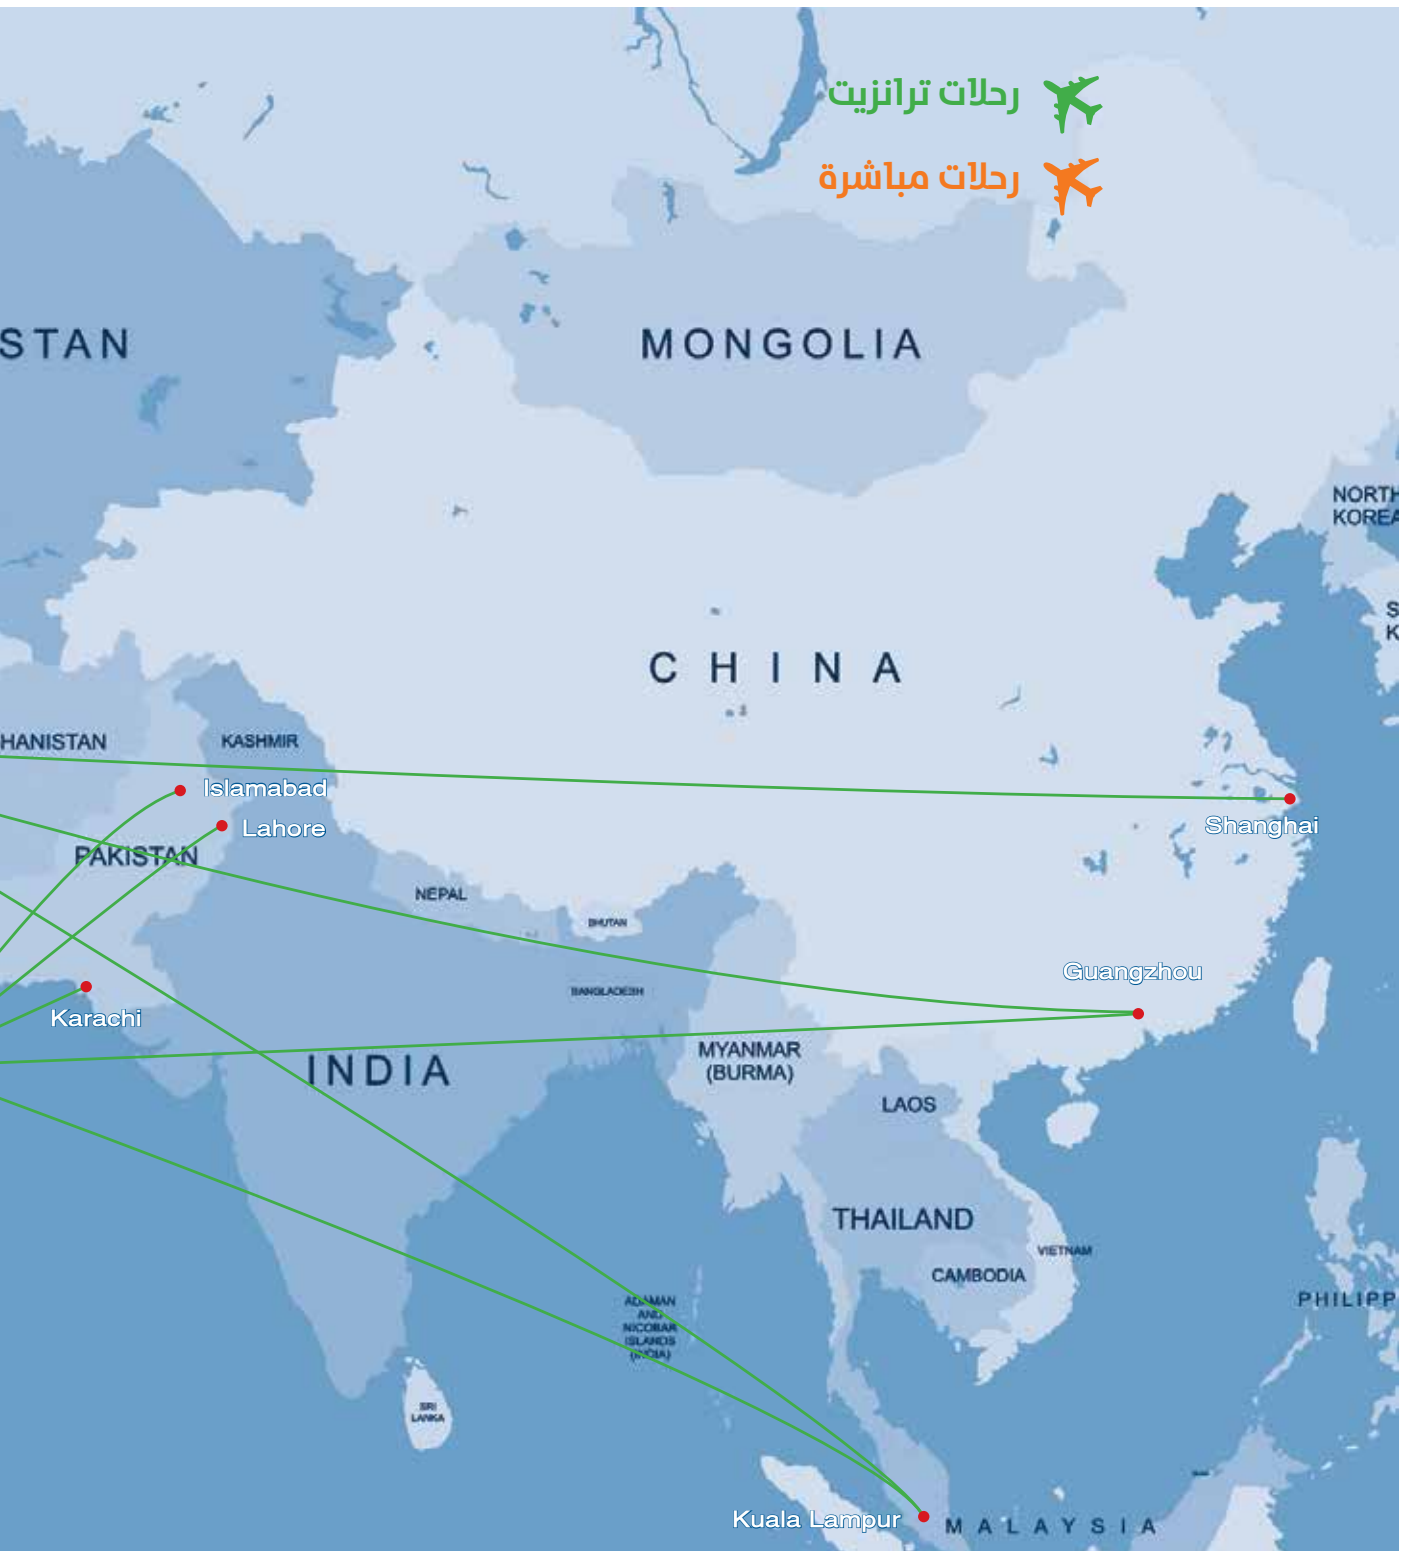 رحلات ترانزيت
رحلات مباشرة
STAN
MONGOLIA
NORTH
KOREA
CHINA
S
K
HANISTAN
KASHMIR
Islamabad
Lahore
Shanghai
PAKISTAN
NEPAL
BHUTAN
Guangzhou
BANGLADESH
Karachi
INDIA
MYANMAR
(BURMA)
LAOS
THAILAND
VIETNAM
CAMBODIA
ADAMAN
AND
NICOBAR
ISLANDS
(INDIA)
PHILIPP
SRI
LANKA
Kuala Lampur
MALAYSIA